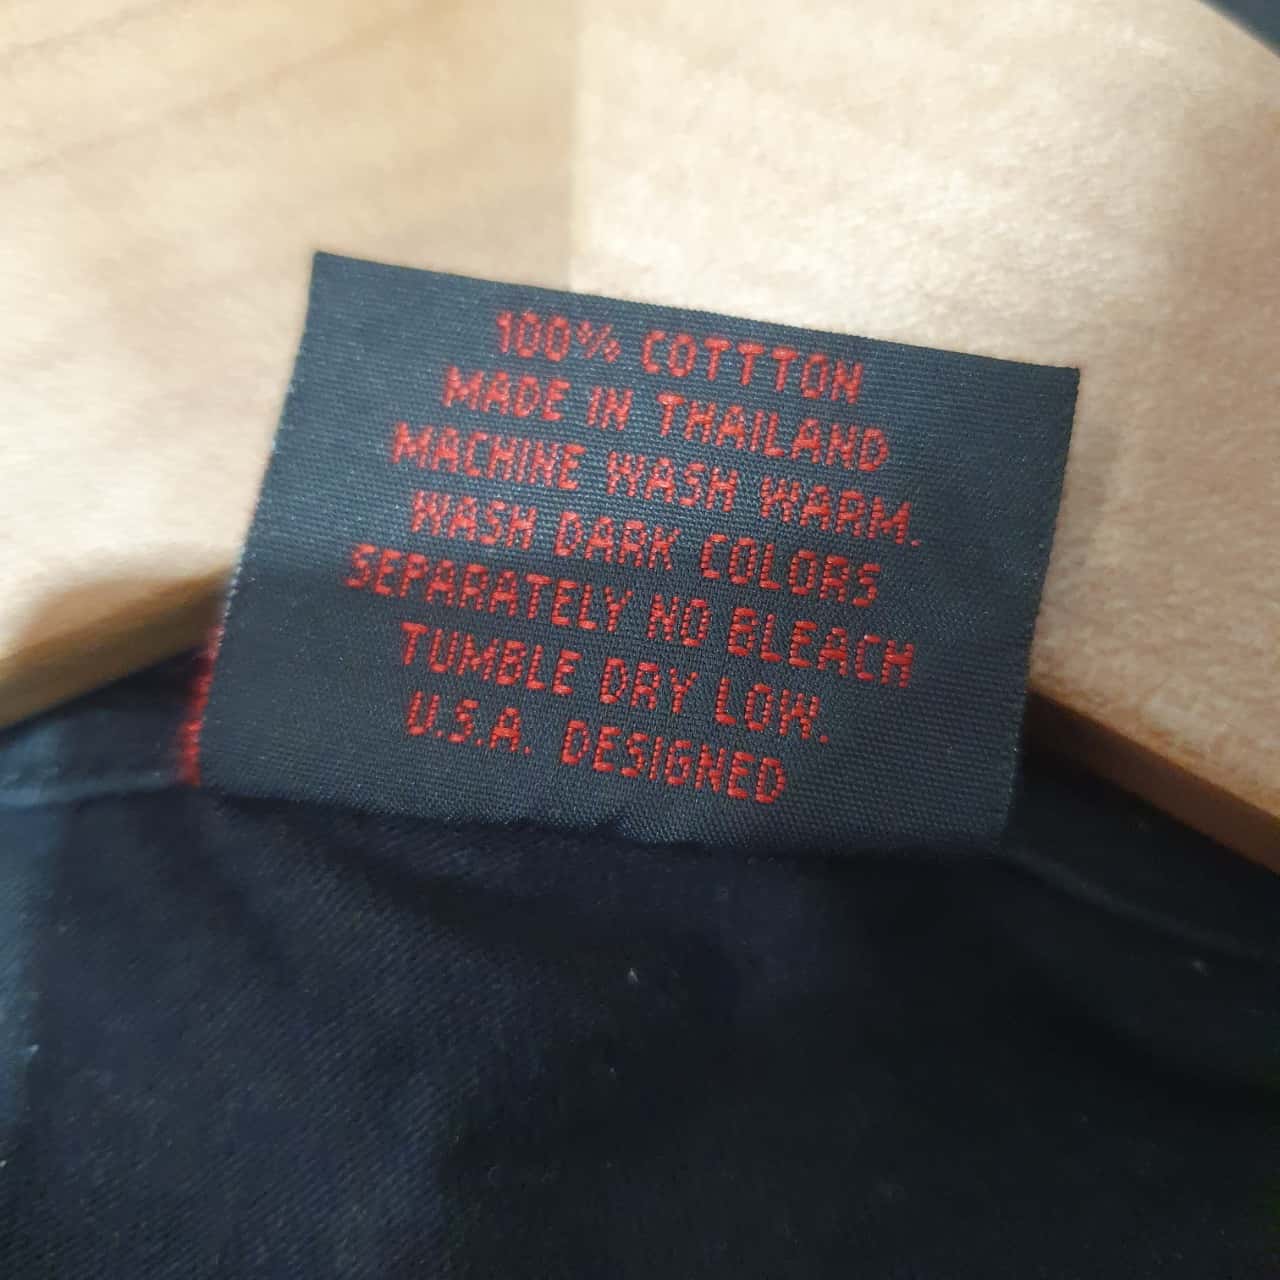 100% COTTTON
MADE IN THAILAND
MACHINE WASH WARM.
WASH DARK COLORS
SEPARATELY NO BLEACH
TUMBLE DRY LOW.
U.S.A. DESIGNED